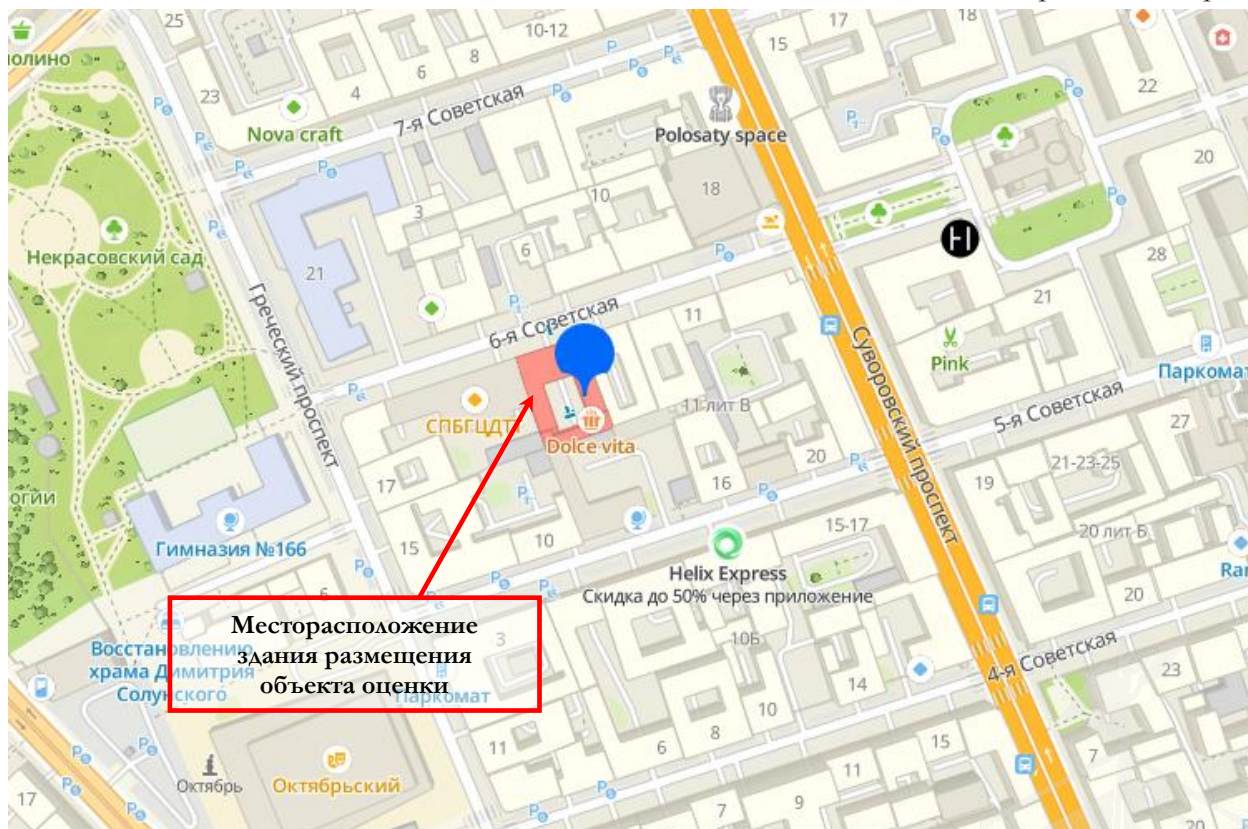 25
10-12
17
18
8
6
15
22
олино
23
4
Nova craft
7-я Советская
Polosaty space
20
10
18
3
Некрасовский сад
6
28
21
21
Греческий проспект
6-я Советская
11
Суворовский проспект
Pink
Паркомат
11 лит В
5-я Советская
27
Dolce vita
20
21-23-25
17
16
19
огии
15-17
20 лит Б
Гимназия №166
15
10
Helix Express
Скидка до 50% через приложение
20
Месторасположение
здания размещения
объекта оценки
3
10Б
Восстановлению
храма Димитрия
Солунского
Паркомат
4-я Советская
23
14
10
11
6
8
15
7
Октябрь
Октябрьский
11
17
7
9
20